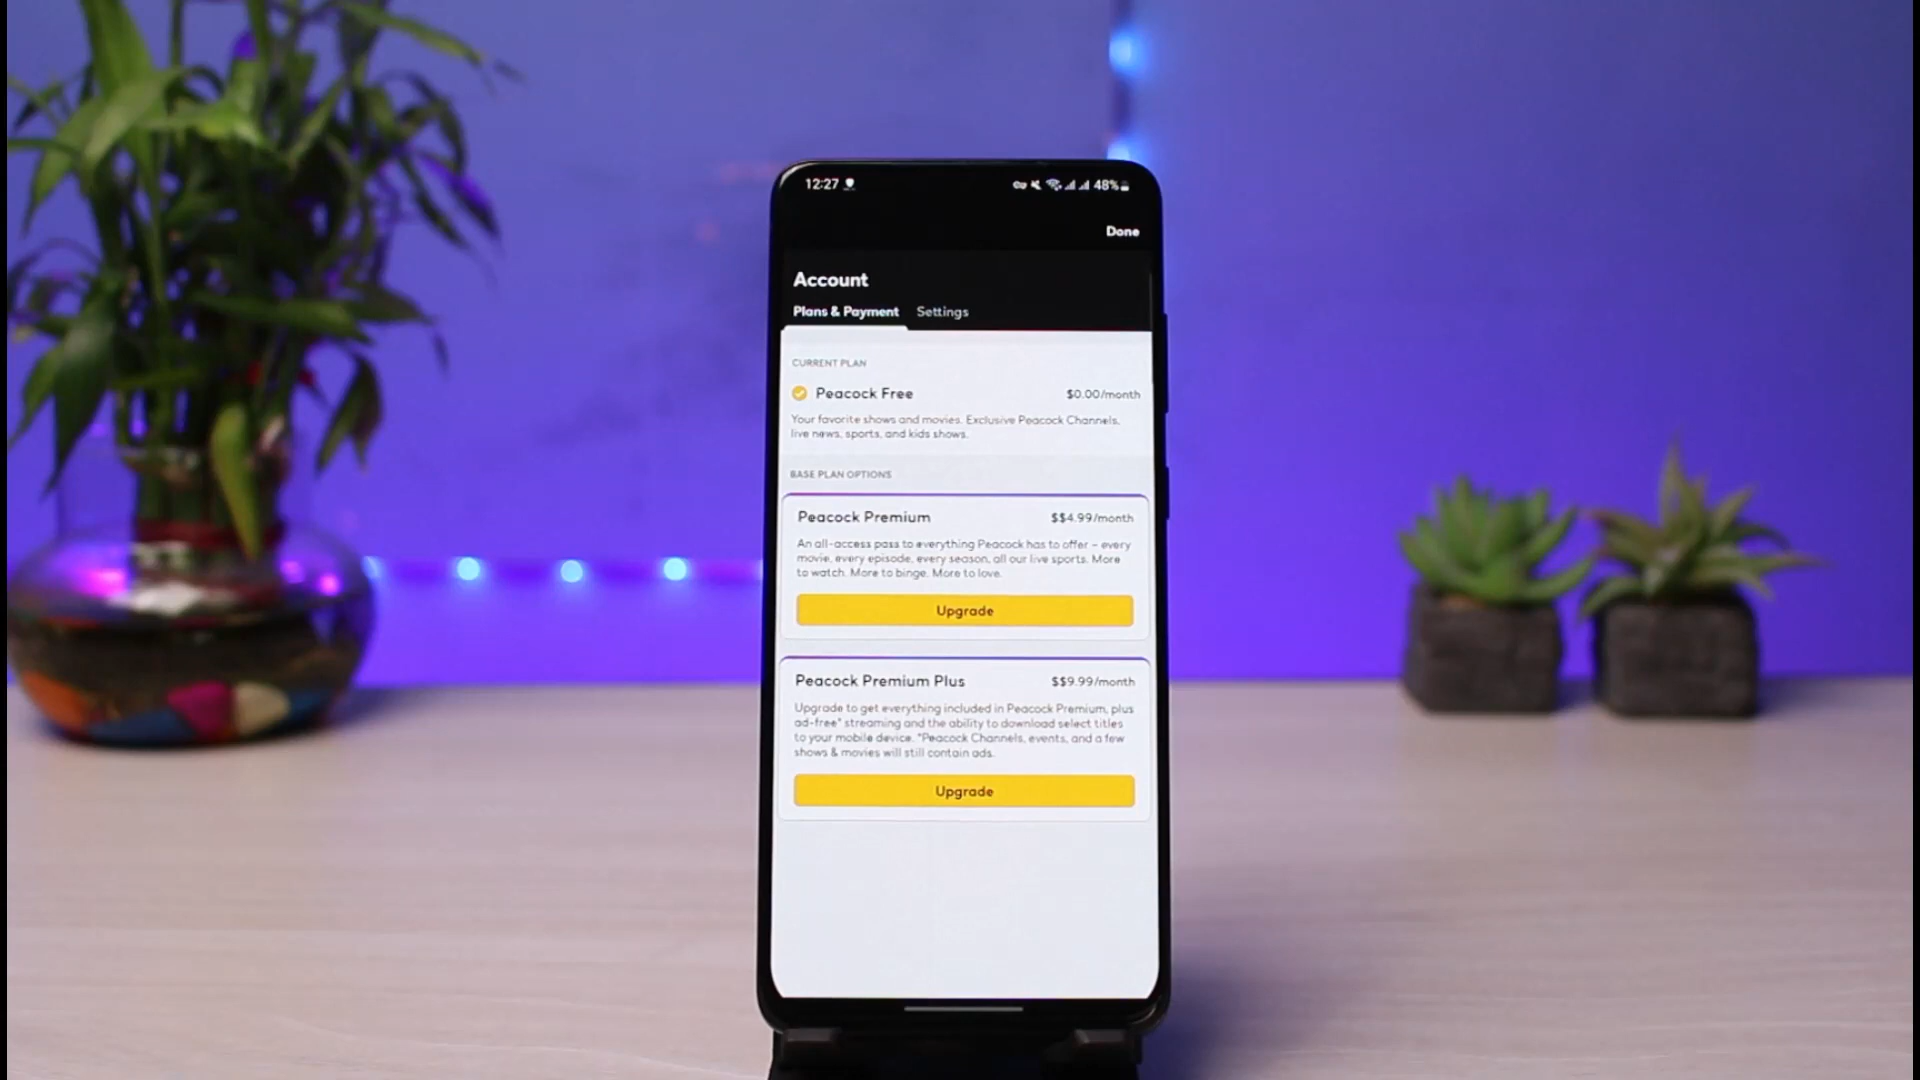 12:27
48%
Done
Account
Plans & Payment Settings
CURRENT PLAN
Peacock Free $0.00/month
Your favorite shows and movies. Exclusive Peacock Channels,
live news, sports, and kids shows.
BASE PLAN OPTIONS
Peacock Premium $$4.99/month
An all-access pass to everything Peacock has to offer – every
movie, every episode, every season, all our live sports. More
to watch. More to binge. More to love.
Upgrade
Peacock Premium Plus $$9.99/month
Upgrade to get everything included in Peacock Premium, plus
ad-free* streaming and the ability to download select titles
to your mobile device. *Peacock Channels, events, and a few
shows & movies will still contain ads.
Upgrade